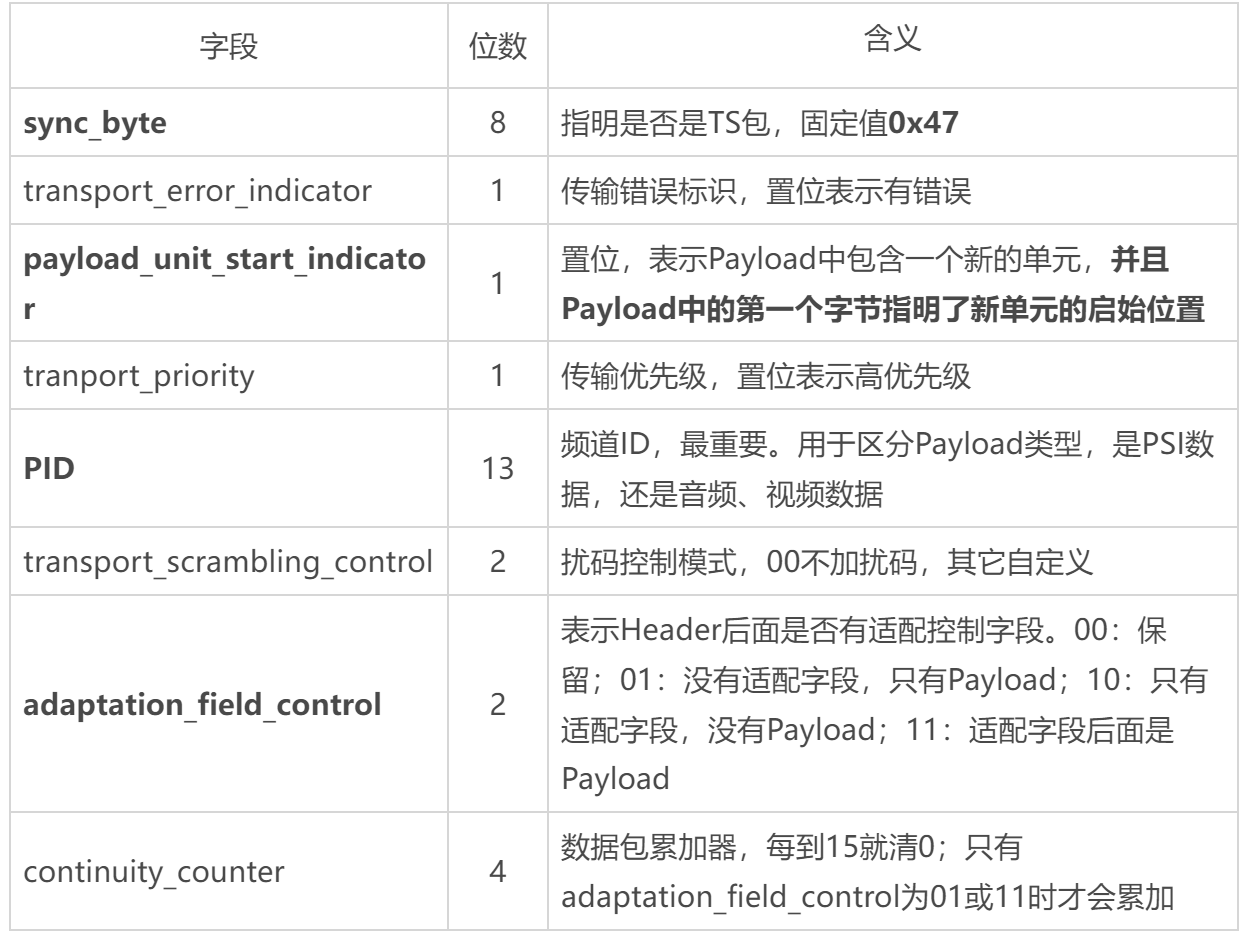 字段 位数 含义
sync_byte 8 指明是否是TS包，固定值0x47
transport_error_indicator 1 传输错误标识，置位表示有错误
payload_unit_start_indicato
r
1
置位，表示Payload中包含一个新的单元，并且
Payload中的第一个字节指明了新单元的启始位置
tranport_priority 1 传输优先级，置位表示高优先级
PID
13
频道ID，最重要。用于区分Payload类型，是PSI数
据，还是音频、视频数据
transport_scrambling_control 2 扰码控制模式，00不加扰码，其它自定义
adaptation_field_control
2
表示Header后面是否有适配控制字段。00：保
留；01：没有适配字段，只有Payload；10：只有
适配字段，没有Payload；11：适配字段后面是
Payload
continuity_counter
4
数据包累加器，每到15就清0；只有
adaptation_field_control为01或11时才会累加